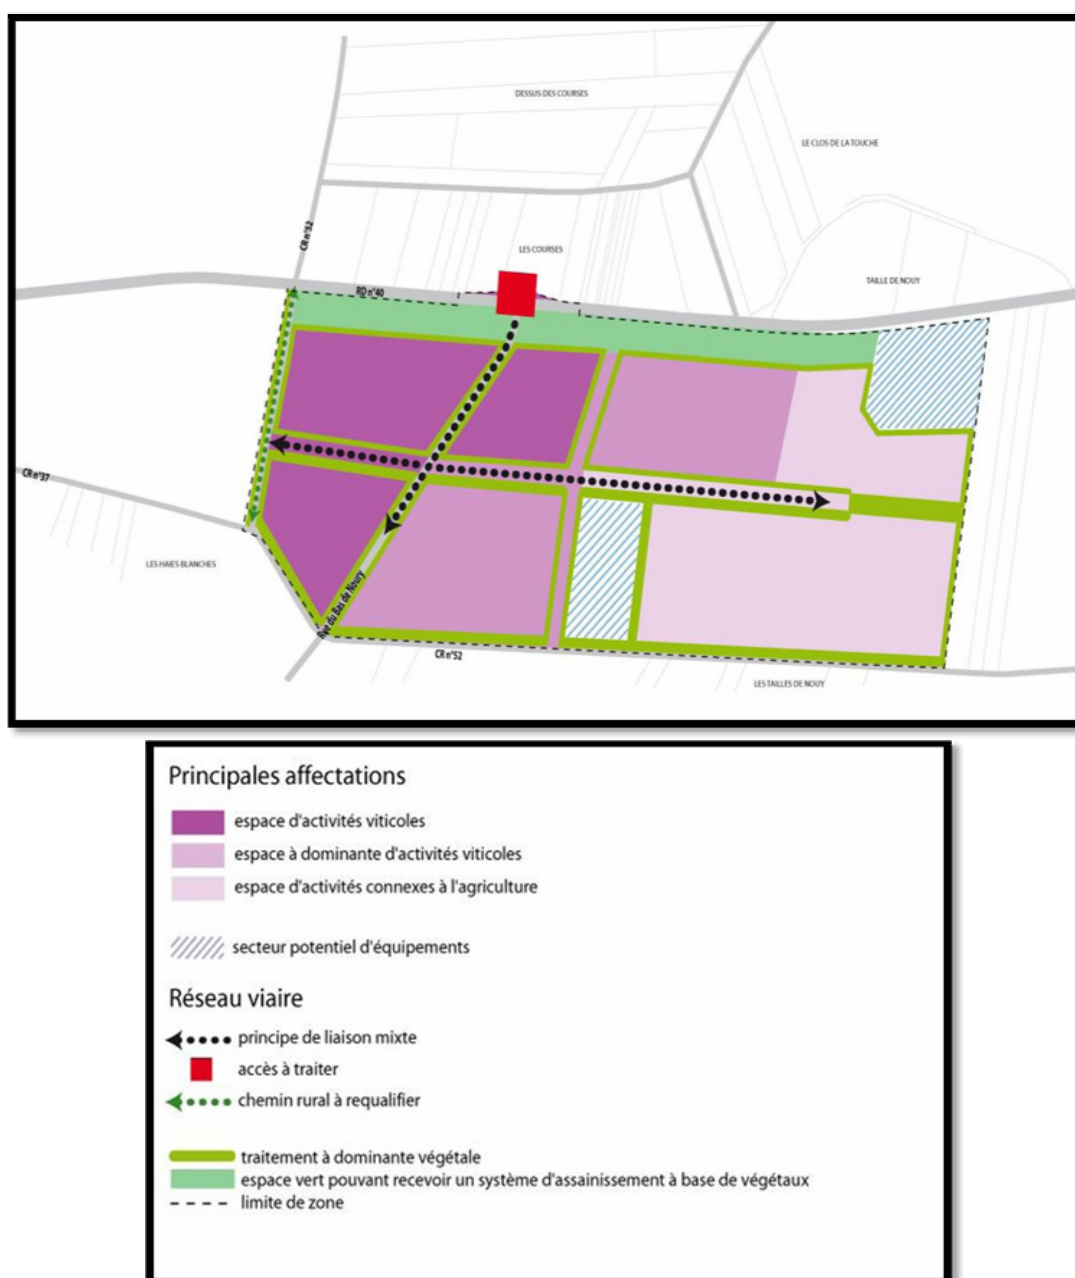 DESSUS DES COURSES
LE CLOS DE LA TOUCHE
CR n°52
LES COURSES
TAILLE DE NOUY
RD n°40
CR n°37
LES HAIES BLANCHES
Rue du Bas de Noury
CR n°52
LES TAILLES DE NOUY
Principales affectations
espace d'activités viticoles
espace à dominante d'activités viticoles
espace d'activités connexes à l'agriculture
secteur potentiel d'équipements
Réseau viaire
principe de liaison mixte
accès à traiter
chemin rural à requalifier
traitement à dominante végétale
espace vert pouvant recevoir un système d'assainissement à base de végétaux
limite de zone